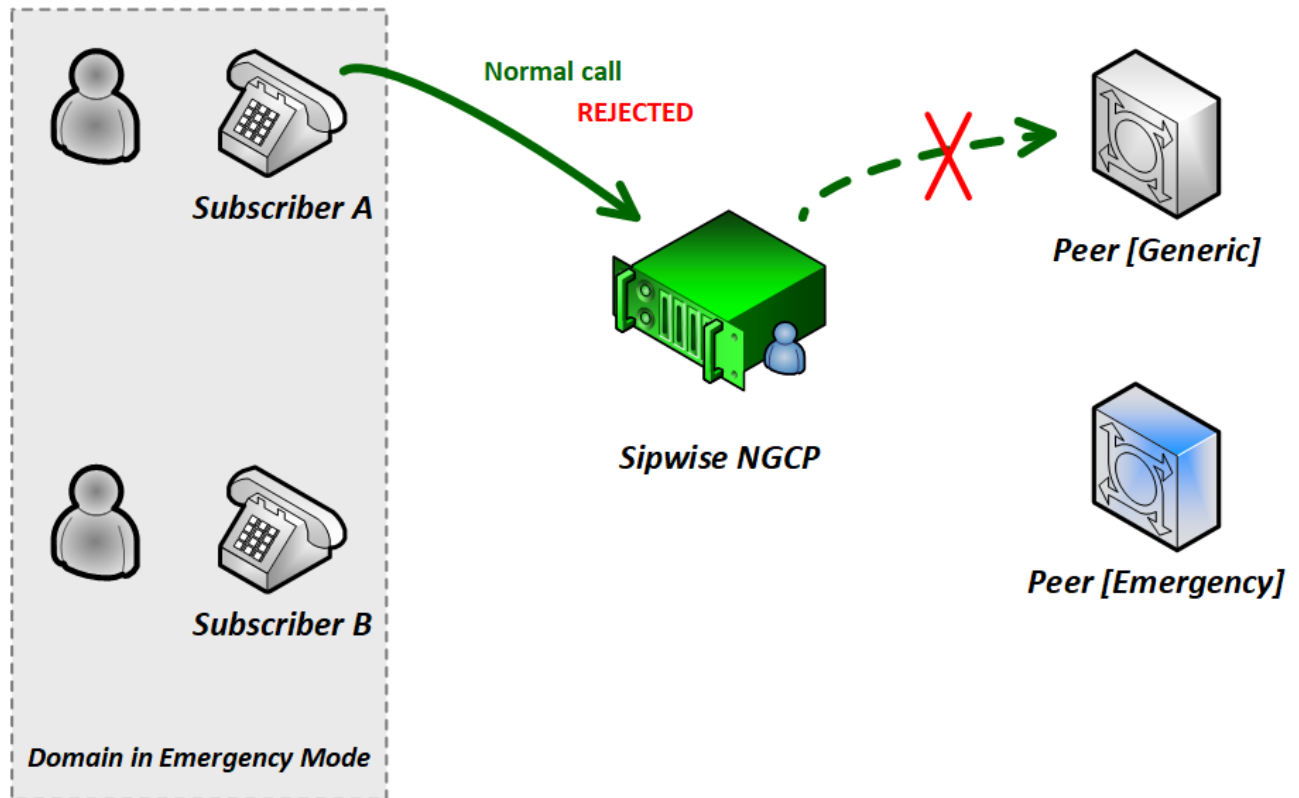 Normal call
REJECTED
Subscriber A
Peer [Generic]
Sipwise NGCP
Peer [Emergency]
Subscriber B
Domain in Emergency Mode